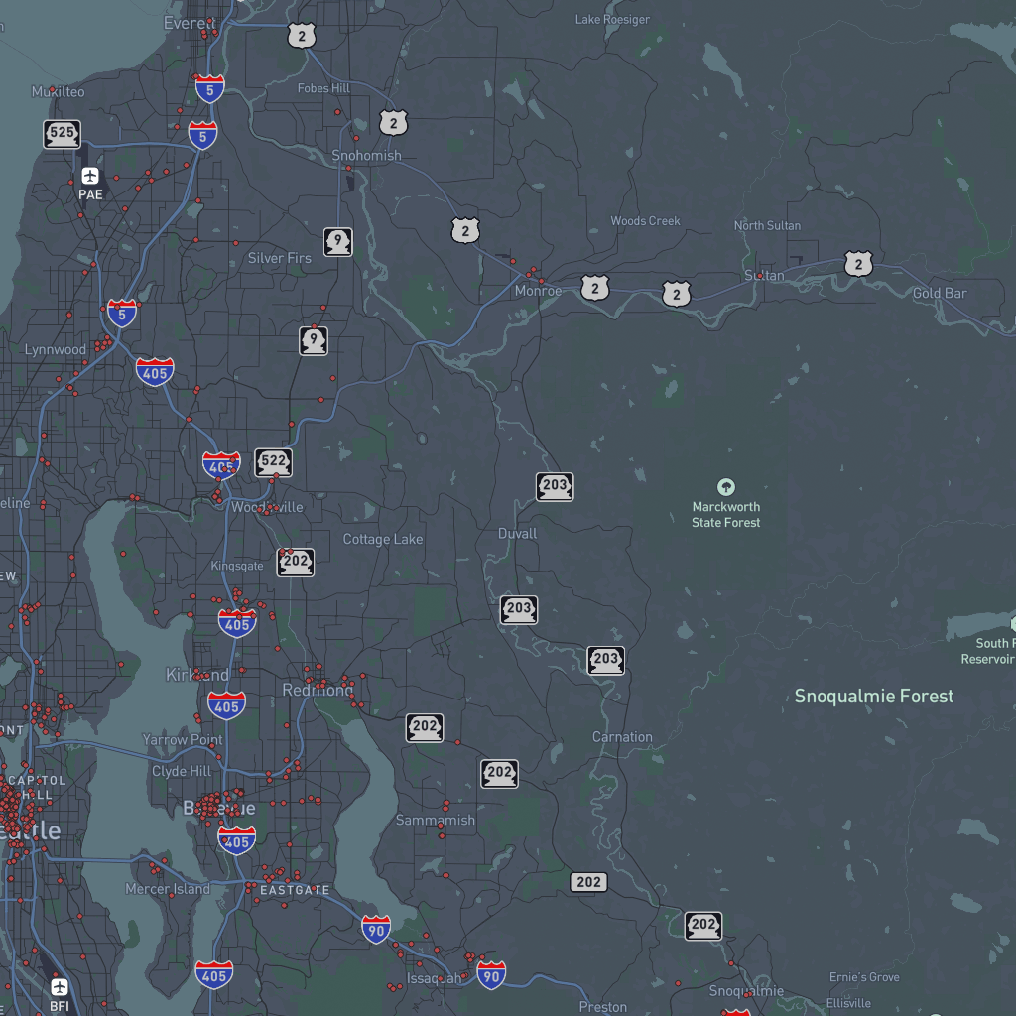 Everett
2
Lake Roesiger
5
Fobes Hill
Mukilteo
525
5
2
Snohomish
PAE
9
2
Woods Creek
North Sultan
Silver Firs
2
Sultan
Monroe
2
2
Gold Bar
5
9
Lynnwood
405
405
522
203
eline
Woodinville
Marckworth
State Forest
Duvall
Cottage Lake
202
Kingsgate
EW
203
405
South F
Reservoir
203
Kirkland
Redmond
405
Snoqualmie Forest
202
ONT
Yarrow Point
Carnation
Clyde Hill
202
CAPITOL
HILL
Bellevue
Sammamish
eattle
405
Mercer Island
EASTGATE
202
90
202
405
Issaquah
90
Ernie's Grove
Snoqualmie
BFI
Preston
Ellisville